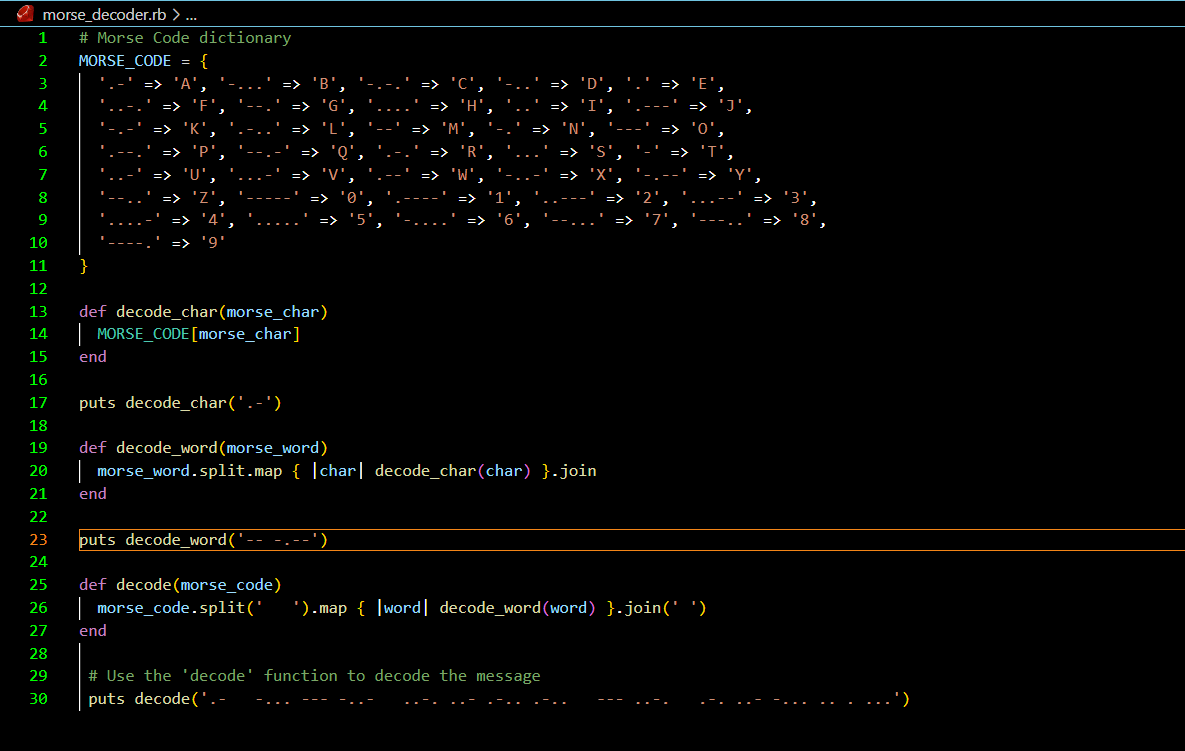 morse_decoder.rb > ...
1 # Morse Code dictionary
2 MORSE_CODE = {
3   '.-' => 'A', '-...' => 'B', '-.-.' => 'C', '-..' => 'D', '.' => 'E',
4   '..-.' => 'F', '--.' => 'G', '....' => 'H', '..' => 'I', '.---' => 'J',
5   '-.-' => 'K', '.-..' => 'L', '--' => 'M', '-.' => 'N', '---' => 'O',
6   '.--.' => 'P', '--.-' => 'Q', '.-.' => 'R', '...' => 'S', '-' => 'T',
7   '..-' => 'U', '...-' => 'V', '.--' => 'W', '-..-' => 'X', '-.--' => 'Y',
8   '--..' => 'Z', '-----' => '0', '.----' => '1', '..---' => '2', '...--' => '3',
9   '....-' => '4', '.....' => '5', '-....' => '6', '--...' => '7', '---..' => '8',
10   '----.' => '9'
11 }
12
13 def decode_char(morse_char)
14   MORSE_CODE[morse_char]
15 end
16
17 puts decode_char('.-')
18
19 def decode_word(morse_word)
20   morse_word.split.map { |char| decode_char(char) }.join
21 end
22
23 puts decode_word('-- -.--')
24
25 def decode(morse_code)
26   morse_code.split('   ').map { |word| decode_word(word) }.join(' ')
27 end
28
29  # Use the 'decode' function to decode the message
30  puts decode('.-   -... --- -..-   ..-. ..- .-.. .-..   --- ..-.   .-. ..- -... .. . ...')